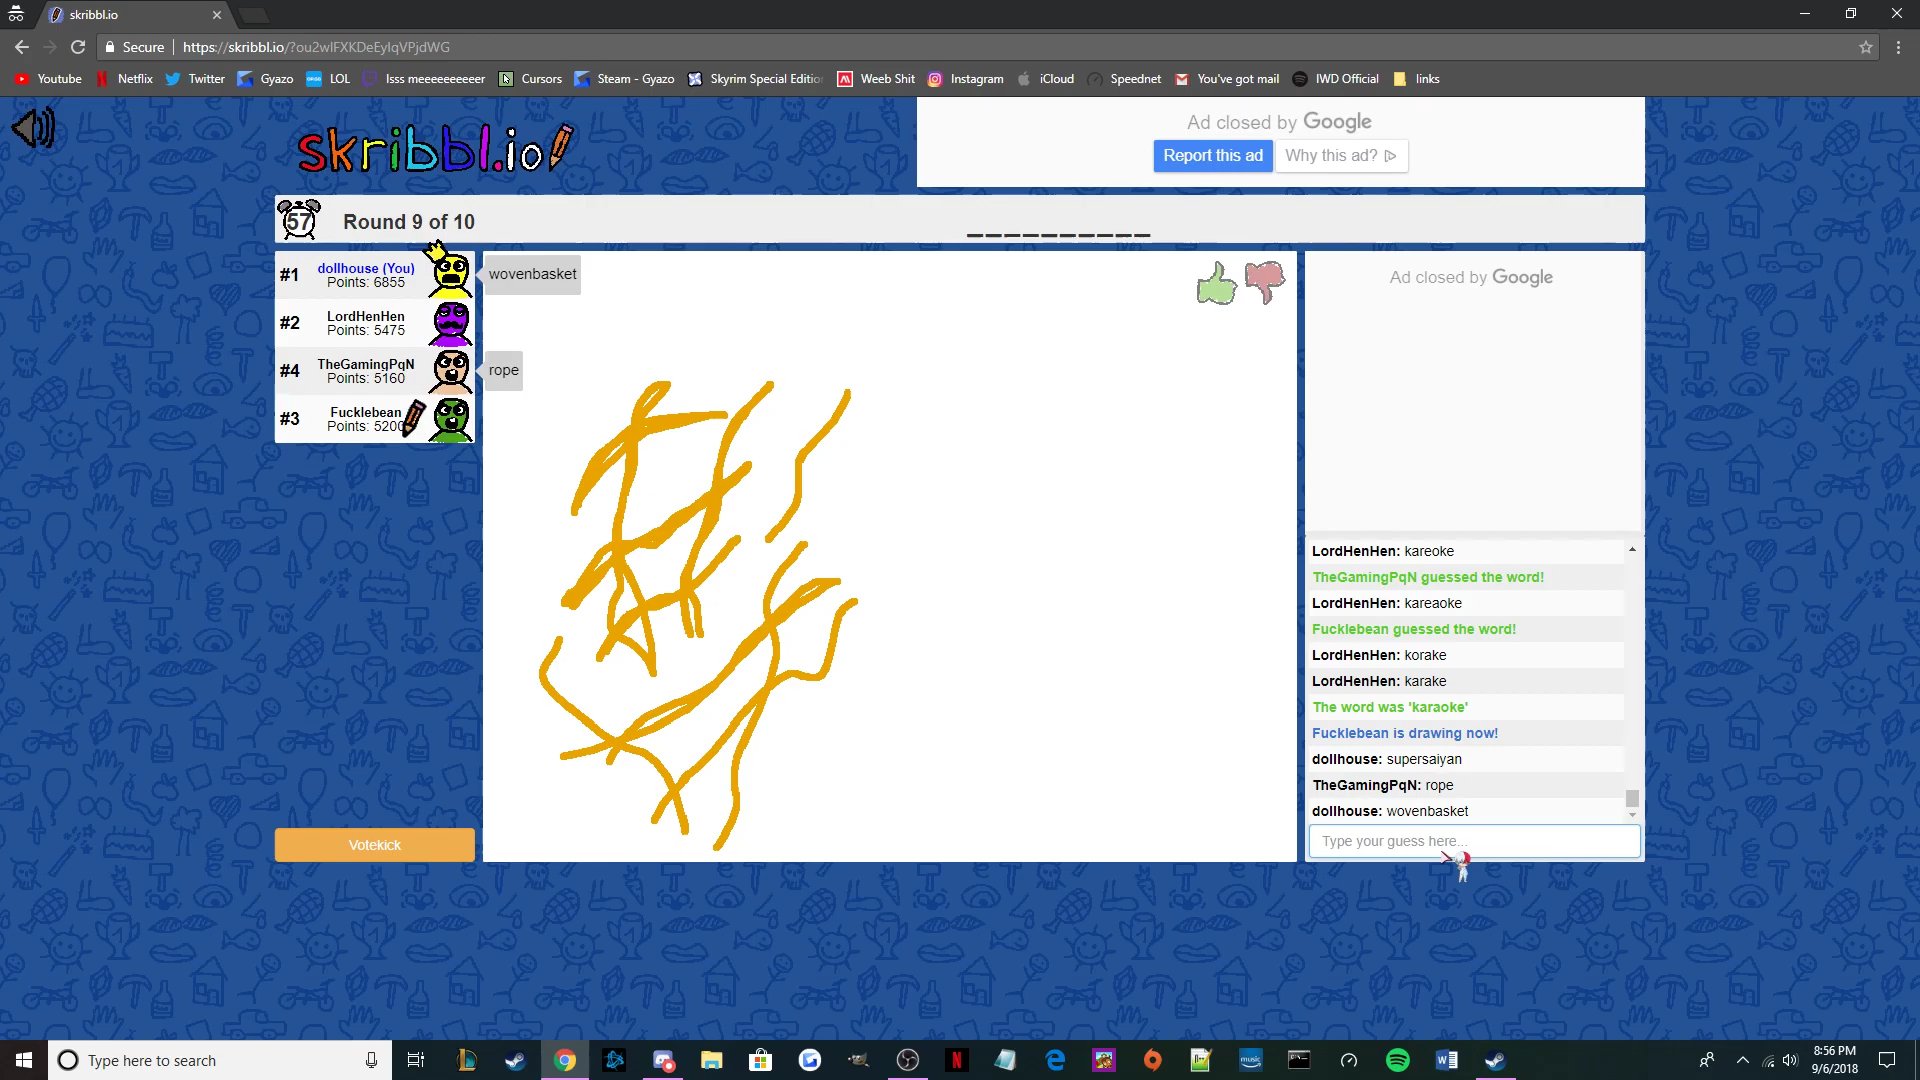 skribbl.io
Secure
https://skribbl.io/?ou2wIFXKDeEyIqVPjdWG
Youtube
Netflix
Twitter
Gyazo
LOL
Isss meeeeeeeeeer
Cursors
Steam - Gyazo
Skyrim Special Editio
Weeb Shit
Instagram
iCloud
Speednet
You've got mail
IWD Official
links
skribbl.io
Ad closed by Google
Report this ad
Why this ad?
57
Round 9 of 10
__________
#1
dollhouse (You)
Points: 6855
wovenbasket
#2
LordHenHen
Points: 5475
#4
TheGamingPqN
Points: 5160
rope
#3
Fucklebean
Points: 5200
Votekick
Ad closed by Google
LordHenHen: kareoke
TheGamingPqN guessed the word!
LordHenHen: kareaoke
Fucklebean guessed the word!
LordHenHen: korake
LordHenHen: karake
The word was 'karaoke'
Fucklebean is drawing now!
dollhouse: supersaiyan
TheGamingPqN: rope
dollhouse: wovenbasket
Type your guess here...
Type here to search
8:56 PM
9/6/2018